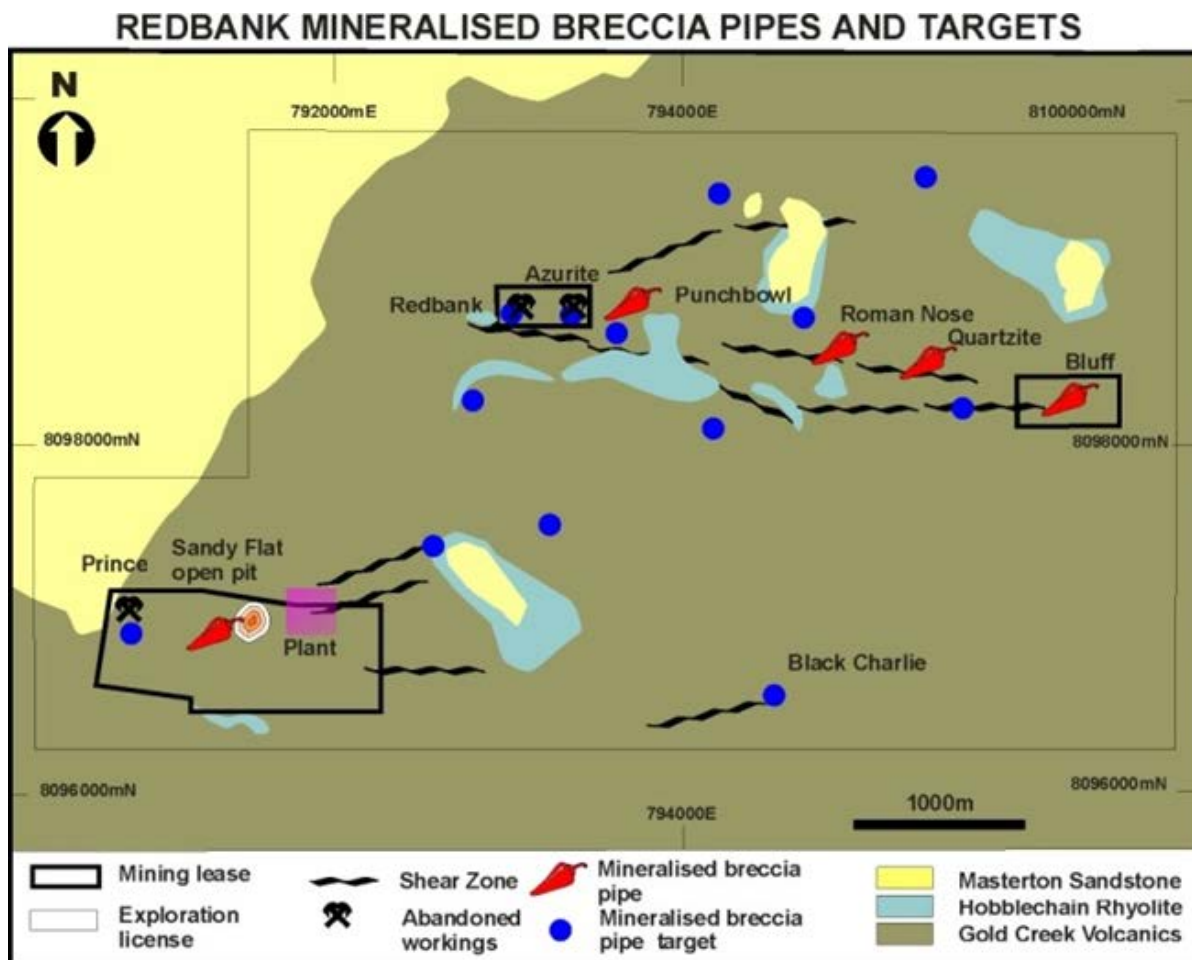 REDBANK MINERALISED BRECCIA PIPES AND TARGETS
N
792000mE
794000E
8100000mN
Azurite
Redbank
Punchbowl
Roman Nose
Quartzite
Bluff
8098000mN
8098000mN
Prince
Sandy Flat
open pit
Plant
Black Charlie
8096000mN
8096000mN
794000E
1000m
Mining lease
Exploration
license
Shear Zone
Abandoned
workings
Mineralised breccia
pipe
Mineralised breccia
pipe target
Masterton Sandstone
Hobblechain Rhyolite
Gold Creek Volcanics